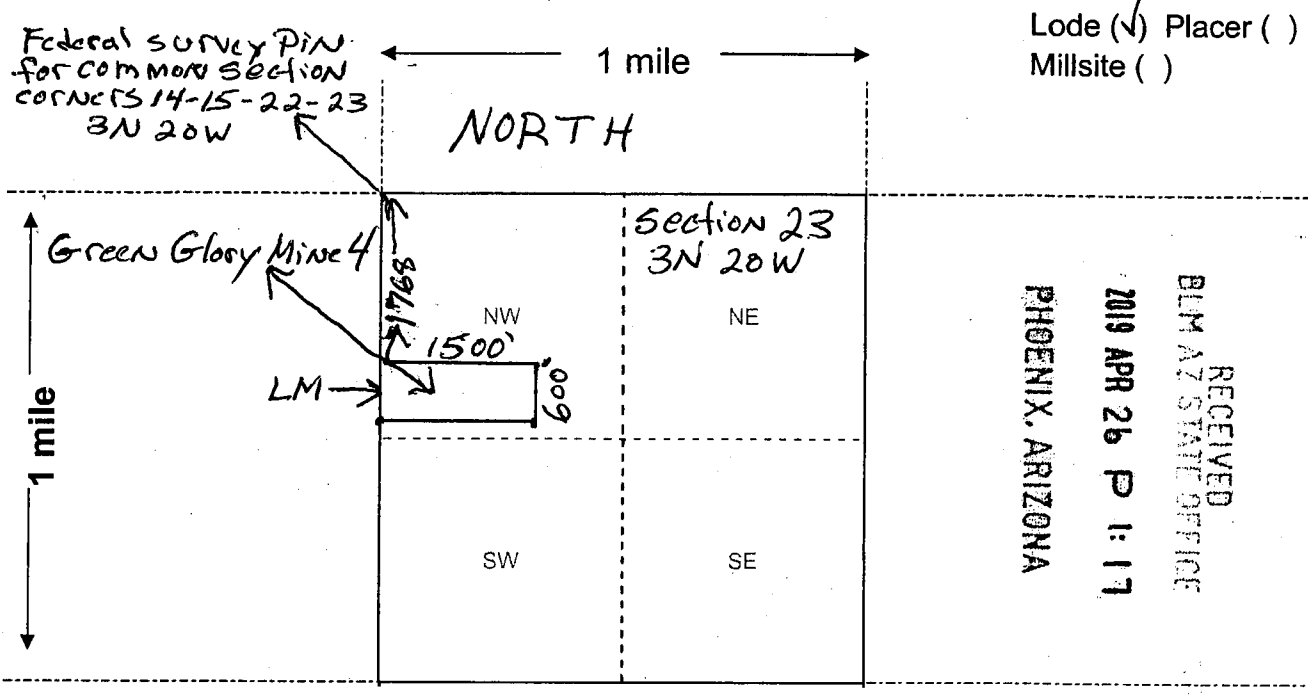 Lode (√) Placer ( )
Millsite ( )
Federal survey PiN
for common section
corners 14-15-22-23
3N 20W
1 mile
NORTH
Green Glory Mine 4
1768
section 23
3N 20W
NW
NE
1500'
600
LM
1 mile
SW
SE
RECEIVED
BLM AZ STATE OFFICE
2019 APR 26 P 1:17
PHOENIX, ARIZONA